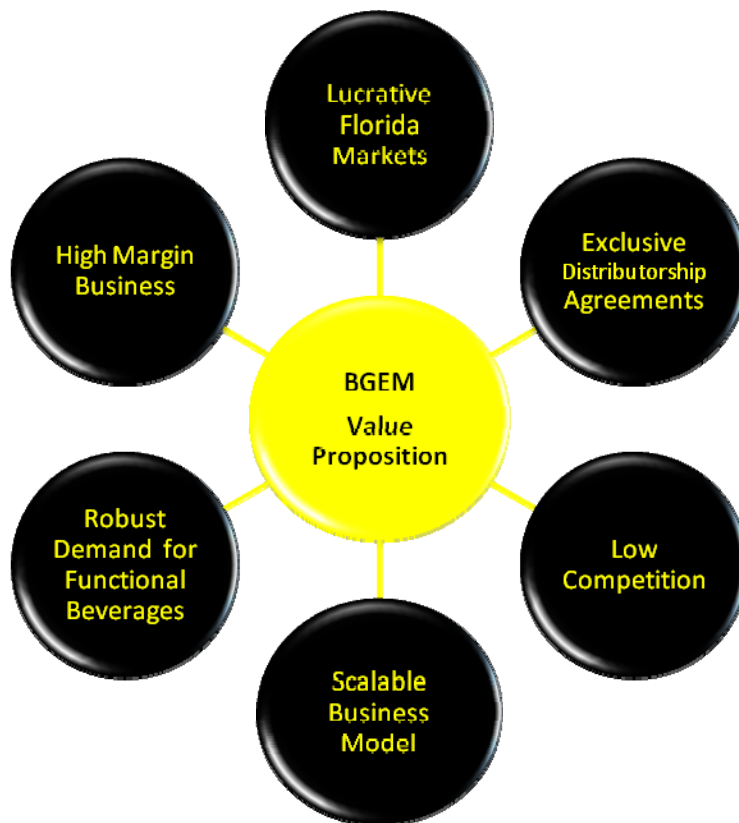 Lucrative
Florida
Markets
Exclusive
Distributorship
Agreements
Low
Competition
Scalable
Business
Model
Robust
Demand for
Functional
Beverages
High Margin
Business
BGEM
Value
Proposition